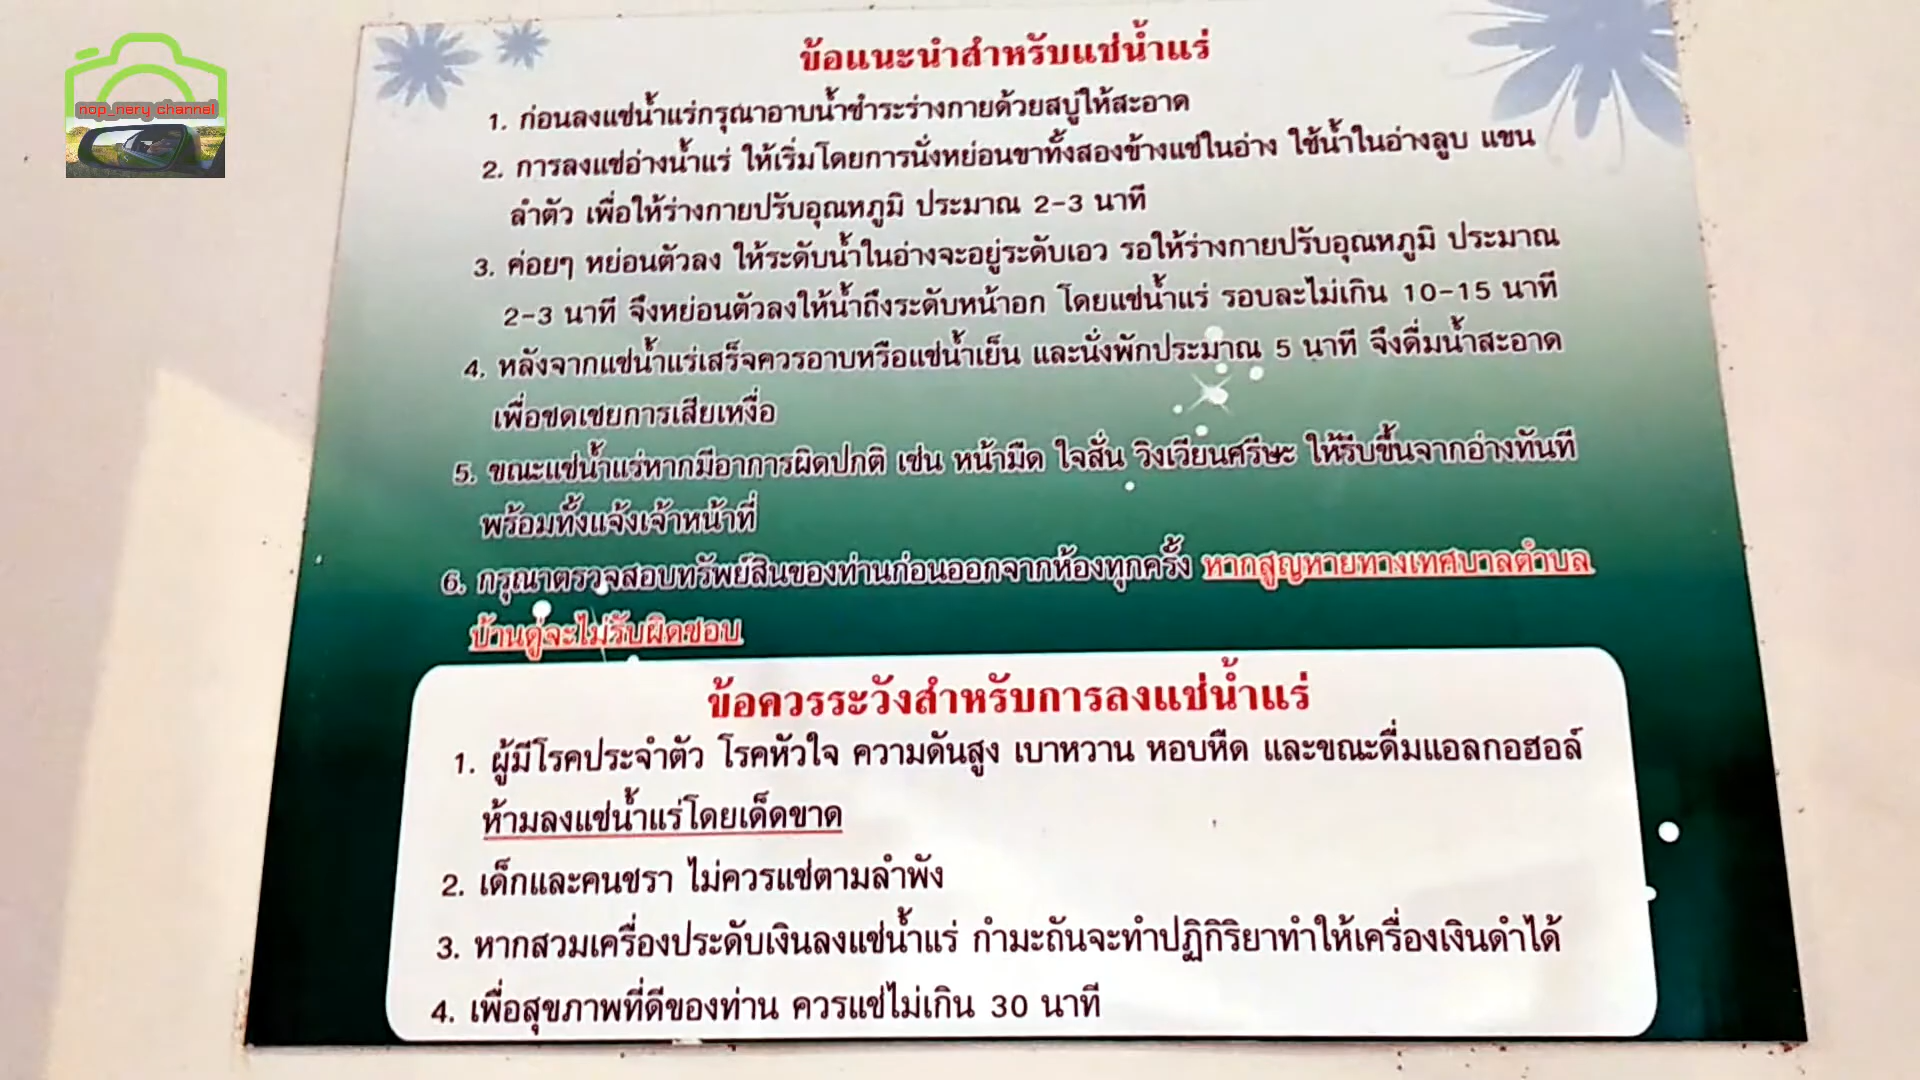 nop_nery channel
ข้อแนะนำสำหรับแช่น้ำแร่
1. ก่อนลงแช่น้ำแร่กรุณาอาบน้ำชำระร่างกายด้วยสบู่ให้สะอาด
2. การลงแช่อ่างน้ำแร่ ให้เริ่มโดยการนั่งหย่อนขาทั้งสองข้างแช่ในอ่าง ใช้น้ำในอ่างลูบ แขน
ลำตัว เพื่อให้ร่างกายปรับอุณหภูมิ ประมาณ 2-3 นาที
3. ค่อยๆ หย่อนตัวลง ให้ระดับน้ำในอ่างจะอยู่ระดับเอว รอให้ร่างกายปรับอุณหภูมิ ประมาณ
2-3 นาที จึงหย่อนตัวลงให้น้ำถึงระดับหน้าอก โดยแช่น้ำแร่ รอบละไม่เกิน 10-15 นาที
4. หลังจากแช่น้ำแร่เสร็จควรอาบหรือแช่น้ำเย็น และนั่งพักประมาณ 5 นาที จึงดื่มน้ำสะอาด
เพื่อชดเชยการเสียเหงื่อ
5. ขณะแช่น้ำแร่หากมีอาการผิดปกติ เช่น หน้ามืด ใจสั่น วิงเวียนศรีษะ ให้รีบขึ้นจากอ่างทันที
พร้อมทั้งแจ้งเจ้าหน้าที่
6. กรุณาตรวจสอบทรัพย์สินของท่านก่อนออกจากห้องทุกครั้ง หากสูญหายทางเทศบาลตำบล
บ้านดู่จะไม่รับผิดชอบ
ข้อควรระวังสำหรับการลงแช่น้ำแร่
1. ผู้มีโรคประจำตัว โรคหัวใจ ความดันสูง เบาหวาน หอบหืด และขณะดื่มแอลกอฮอล์
ห้ามลงแช่น้ำแร่โดยเด็ดขาด
2. เด็กและคนชรา ไม่ควรแช่ตามลำพัง
3. หากสวมเครื่องประดับเงินลงแช่น้ำแร่ กำมะถันจะทำปฏิกิริยาทำให้เครื่องเงินดำได้
4. เพื่อสุขภาพที่ดีของท่าน ควรแช่ไม่เกิน 30 นาที